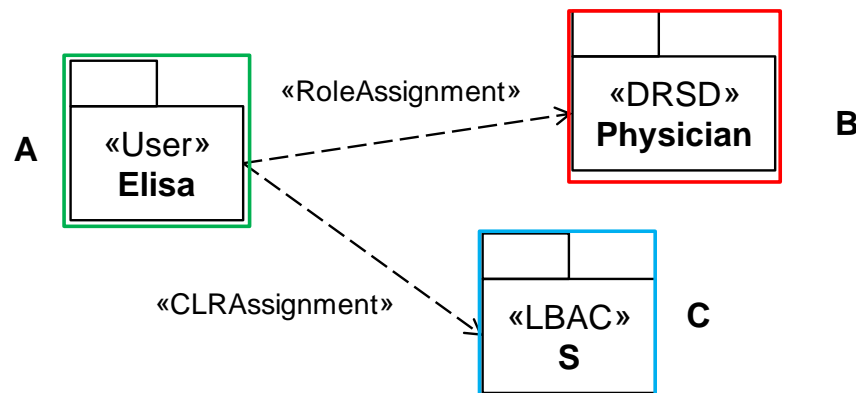 «RoleAssignment»
«DRSD»
Physician
B
A
«User»
Elisa
«CLRAssignment»
«LBAC»
S
C